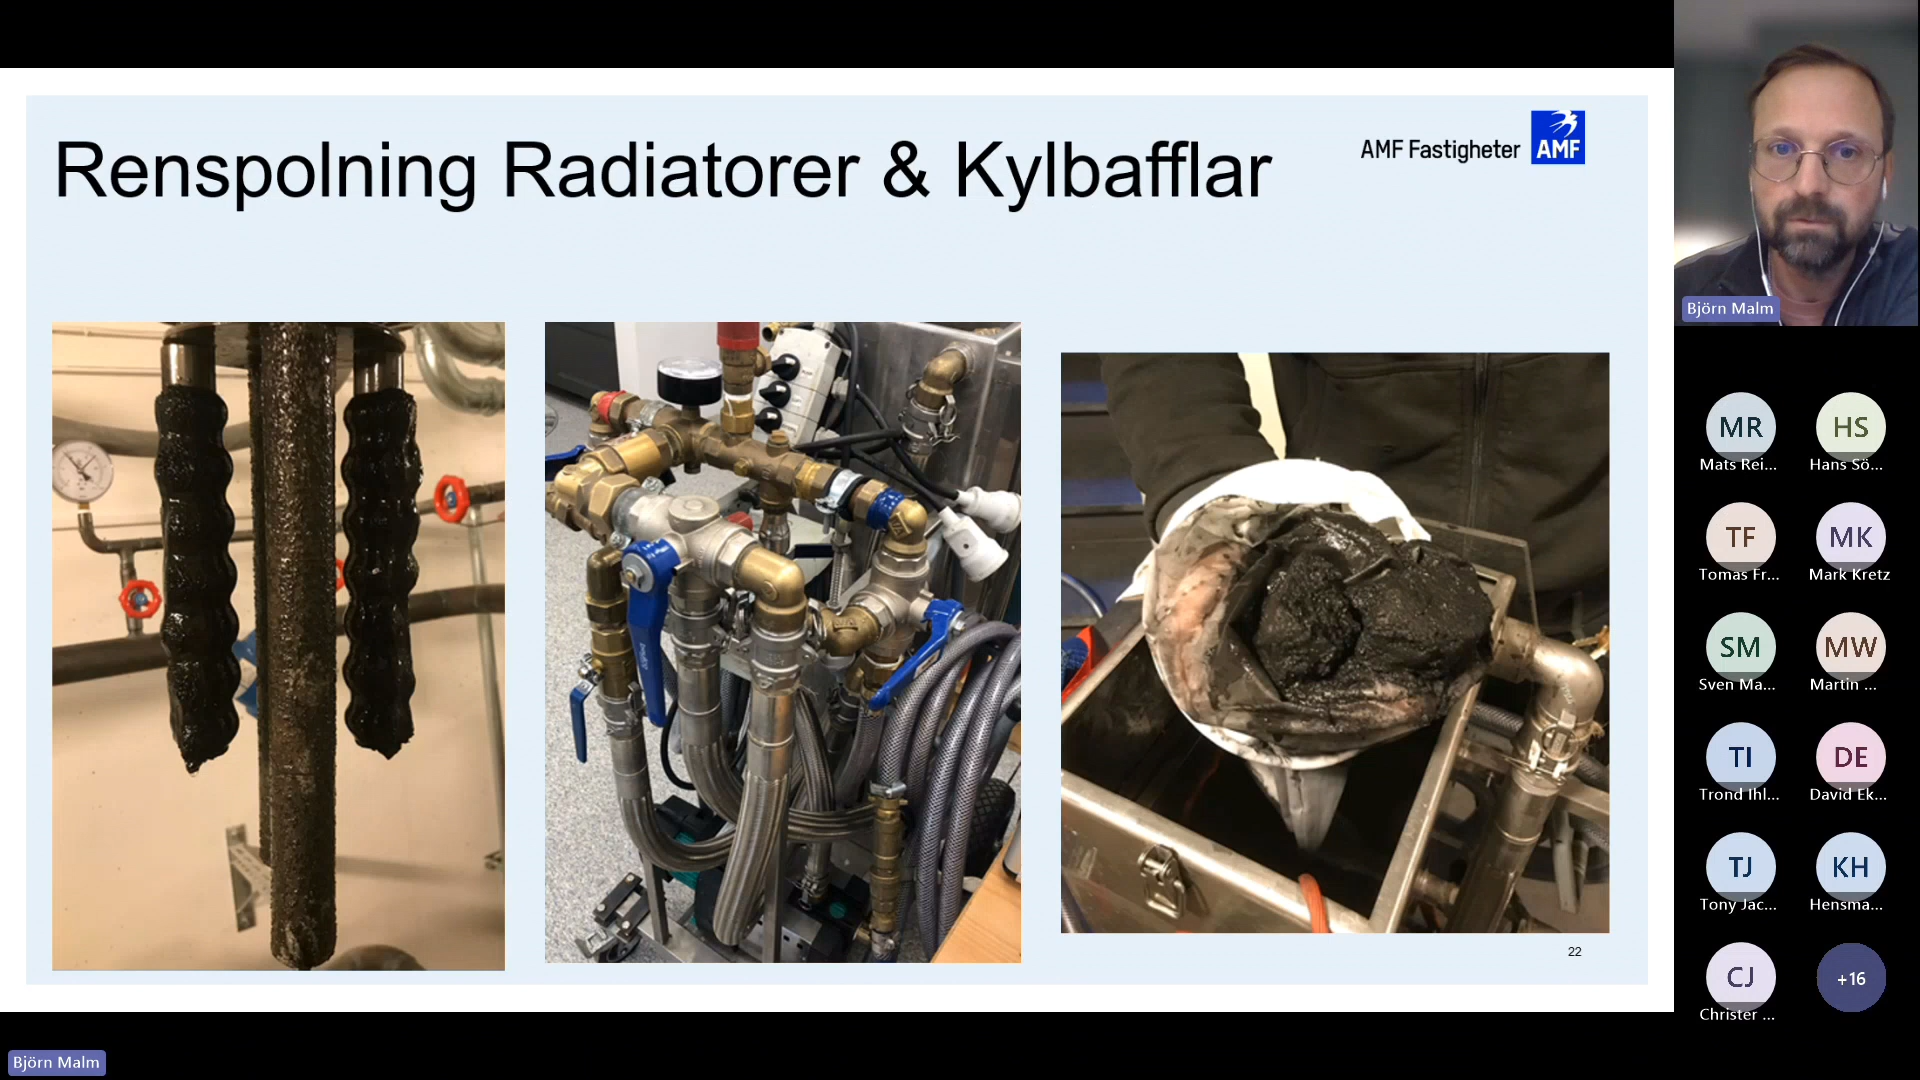 Renspolning Radiatorer & Kylbafflar
AMF Fastigheter
AMF
22
Björn Malm
MR
Mats Rei...
HS
Hans Sö...
TF
Tomas Fr...
MK
Mark Kretz
SM
Sven Ma...
MW
Martin ...
TI
Trond Ihl...
DE
David Ek...
TJ
Tony Jac...
KH
Hensma...
CJ
Christer ...
+16
Björn Malm